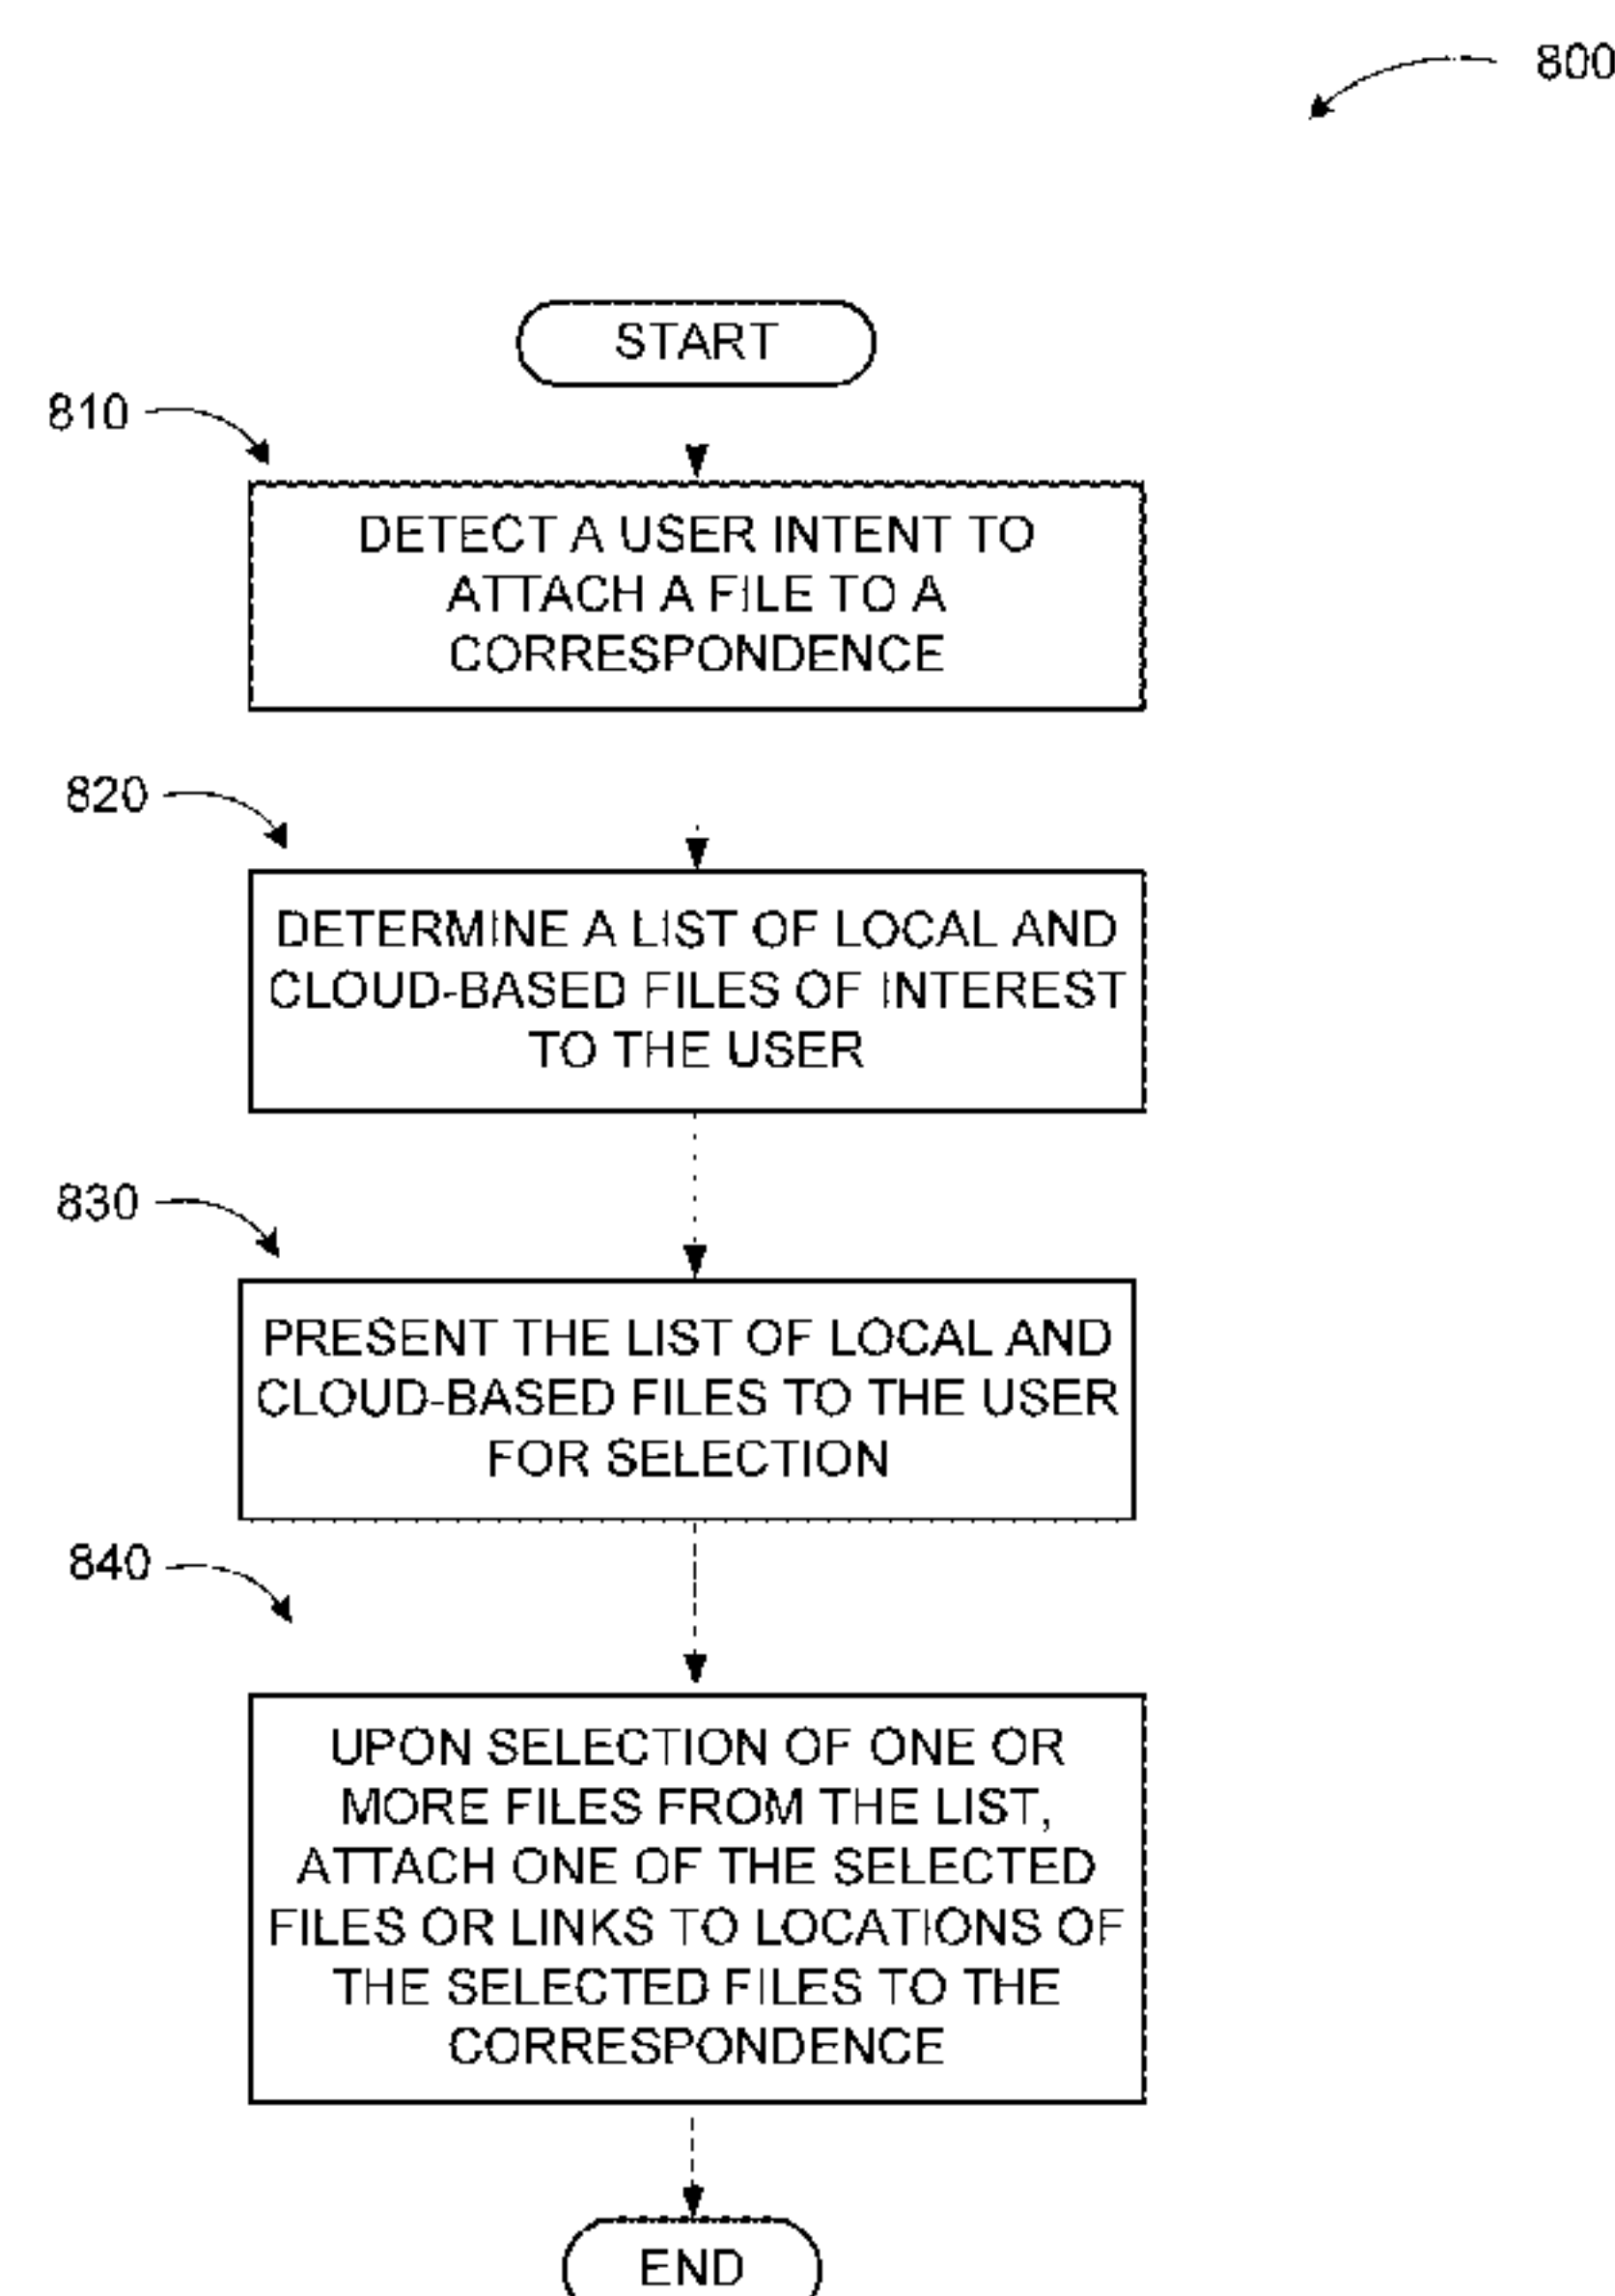 800
START
810
DETECT A USER INTENT TO
ATTACH A FILE TO A
CORRESPONDENCE
820
DETERMINE A LIST OF LOCAL AND
CLOUD-BASED FILES OF INTEREST
TO THE USER
830
PRESENT THE LIST OF LOCAL AND
CLOUD-BASED FILES TO THE USER
FOR SELECTION
840
UPON SELECTION OF ONE OR
MORE FILES FROM THE LIST,
ATTACH ONE OF THE SELECTED
FILES OR LINKS TO LOCATIONS OF
THE SELECTED FILES TO THE
CORRESPONDENCE
END